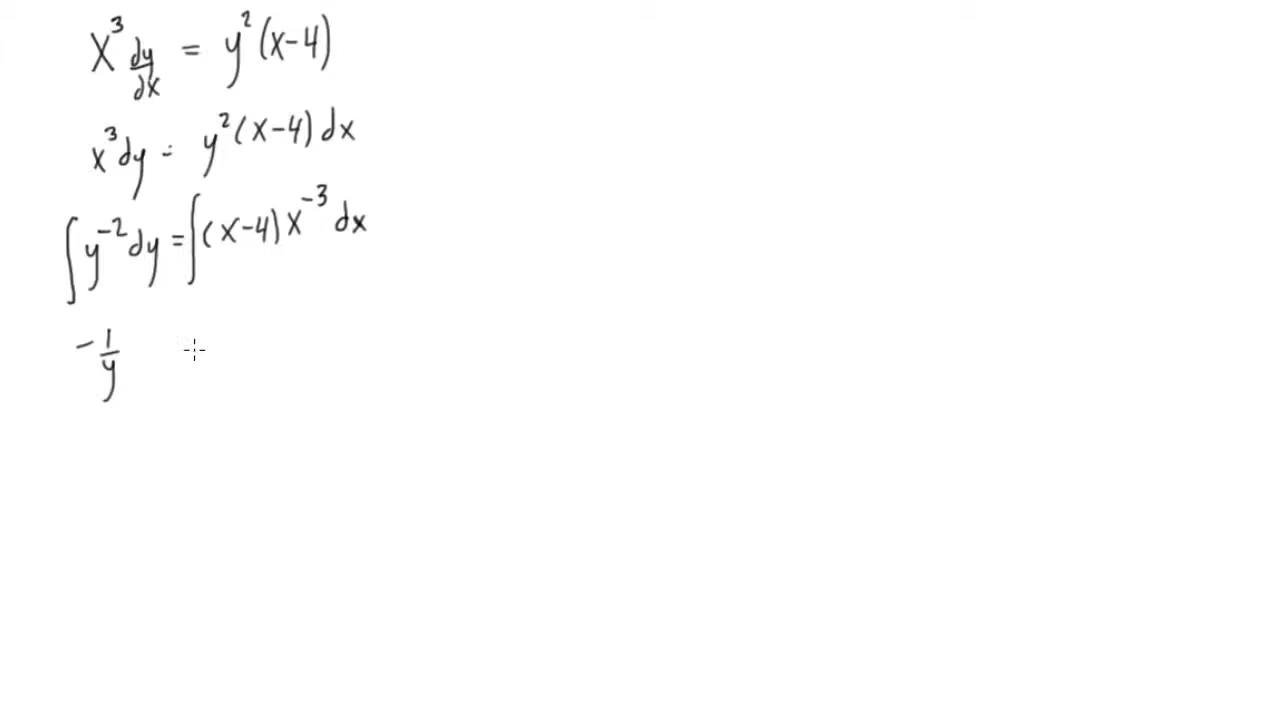 x³ dy/dx = y²(x-4)
x³dy = y²(x-4)dx
∫y⁻²dy = ∫(x-4)x⁻³dx
-1/y